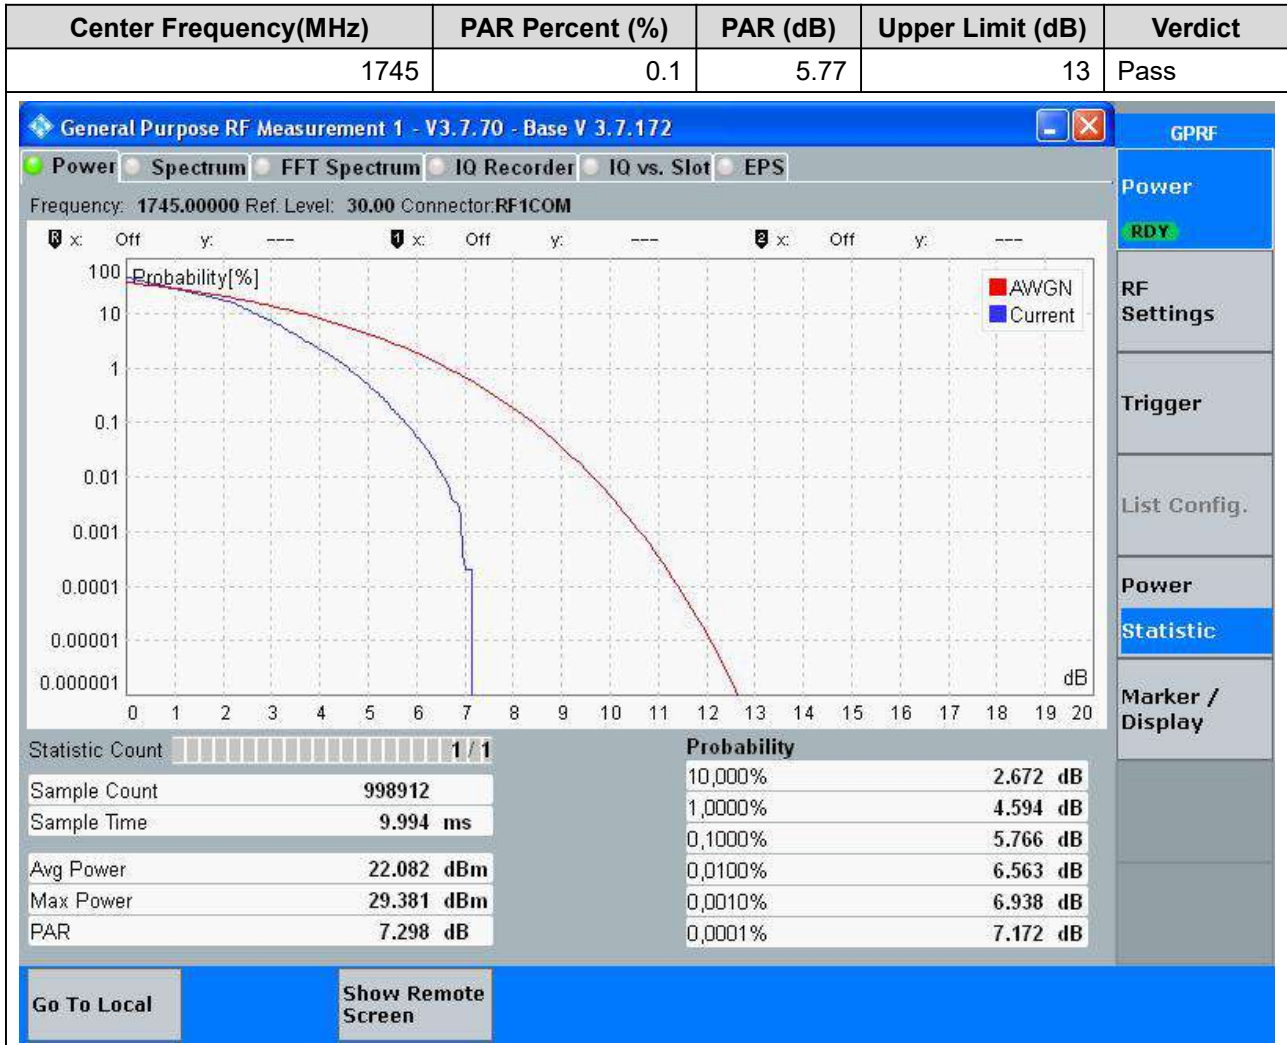 Center Frequency(MHz) PAR Percent (%) PAR (dB) Upper Limit (dB) Verdict
1745 0.1 5.77 13 Pass
General Purpose RF Measurement 1 - V3.7.70 - Base V 3.7.172
GPRF
Power Spectrum FFT Spectrum IQ Recorder IQ vs. Slot EPS
Power
RDY
Frequency: 1745.00000 Ref. Level: 30.00 Connector:RF1COM
R x: Off y: --- 1 x: Off y: --- 2 x: Off y: ---
Probability[%]
AWGN
Current
100
10
1
0.1
0.01
0.001
0.0001
0.00001
0.000001
dB
0 1 2 3 4 5 6 7 8 9 10 11 12 13 14 15 16 17 18 19 20
RF
Settings
Trigger
List Config.
Power
Statistic
Marker /
Display
Statistic Count 1 / 1
Sample Count 998912
Sample Time 9.994 ms
Avg Power 22.082 dBm
Max Power 29.381 dBm
PAR 7.298 dB
Probability
10,000% 2.672 dB
1,0000% 4.594 dB
0,1000% 5.766 dB
0,0100% 6.563 dB
0,0010% 6.938 dB
0,0001% 7.172 dB
Go To Local
Show Remote
Screen